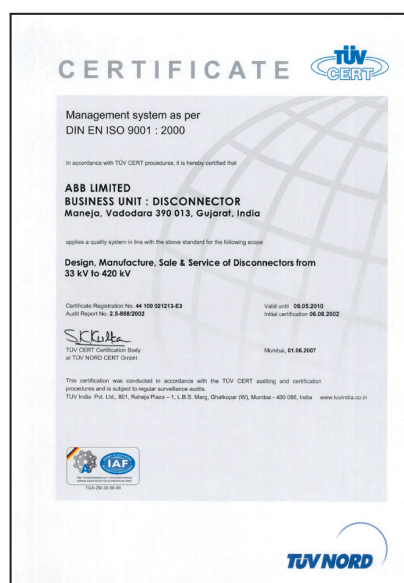 CERTIFICATE
TÜV
CERT
Management system as per
DIN EN ISO 9001 : 2000
In accordance with TÜV CERT procedures, it is hereby certified that
ABB LIMITED
BUSINESS UNIT : DISCONNECTOR
Maneja, Vadodara 390 013, Gujarat, India
applies a quality system in line with the above standard for the following scope
Design, Manufacture, Sale & Service of Disconnectors from
33 kV to 420 kV
Certificate Registration No. 44 100 021213-E3
Audit Report No. 2.5-668/2002
Valid until 09.05.2010
Initial certification 06.08.2002
TÜV CERT Certification Body
at TÜV NORD CERT GmbH
Mumbai, 01.06.2007
This certification was conducted in accordance with the TÜV CERT auditing and certification
procedures and is subject to regular surveillance audits.
TUV India Pvt. Ltd., 801, Raheja Plaza – 1, L.B.S. Marg, Ghatkopar (W), Mumbai - 400 086, India www.tuvindia.co.in
IAF
TÜV NORD